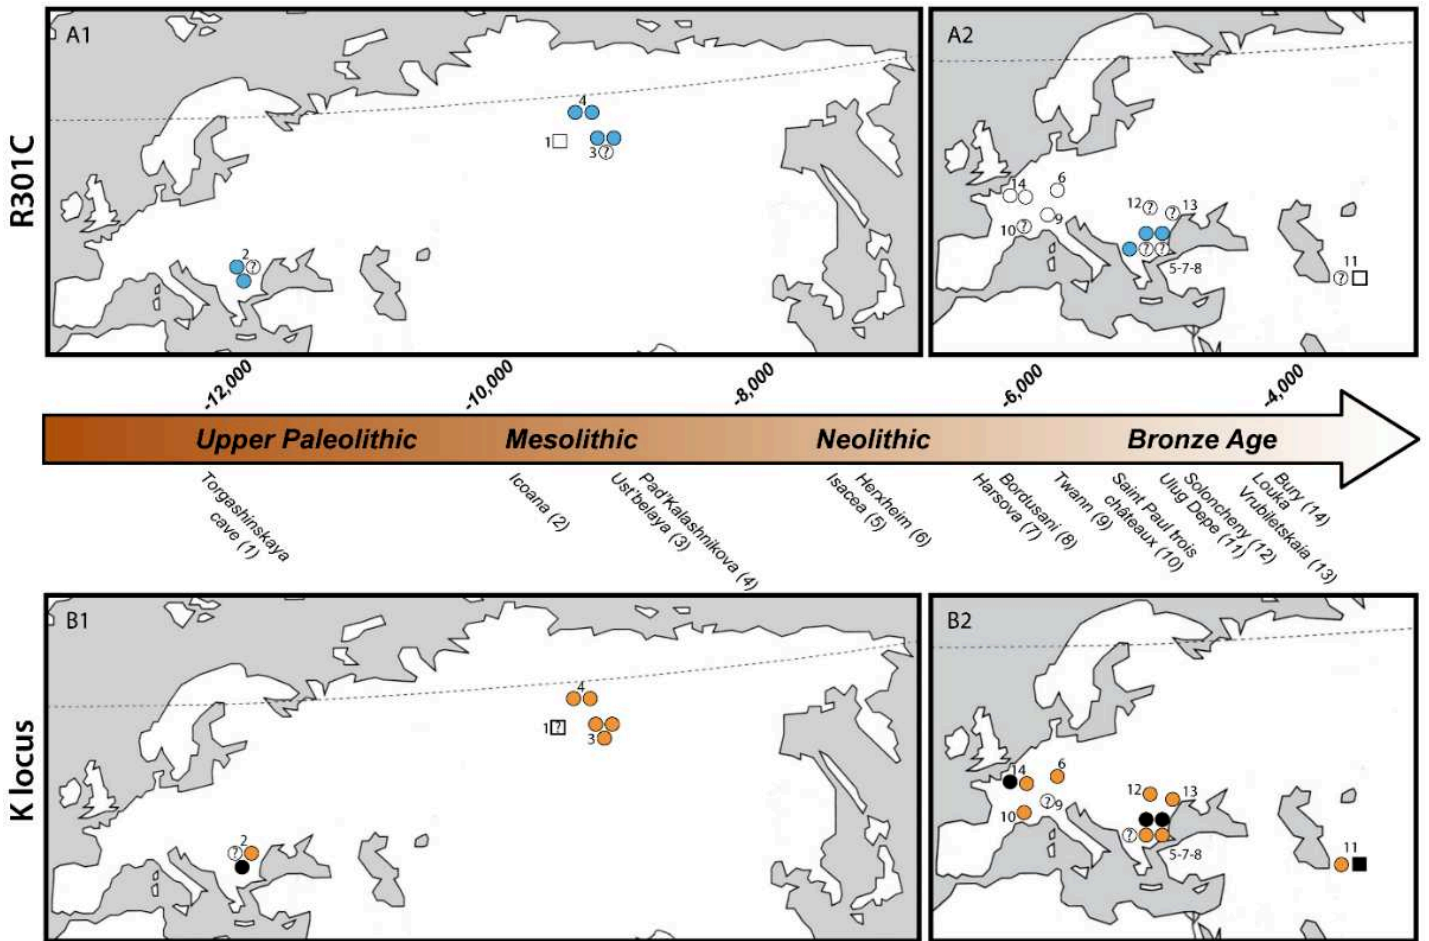 R301C
A1
4
1
3 ?
2 ?
A2
14
6
9
10 ?
12 ?
? 13
? ?
5-7-8
11
?
-12,000
-10,000
-8,000
-6,000
-4,000
Upper Paleolithic
Mesolithic
Neolithic
Bronze Age
Torgashinskaya
cave (1)
Icoana (2)
Ust'belaya (3)
Pad'Kalashnikova (4)
Isacea (5)
Herxheim (6)
Harsova (7)
Bordusani (8)
Twann (9)
Saint Paul trois
châteaux (10)
Ulug Depe (11)
Soloncheny (12)
Louka
Vrubiletskaia (13)
Bury (14)
K locus
B1
4
1 ?
3
2
?
B2
14
6
? 9
10
12
13
?
5-7-8
11